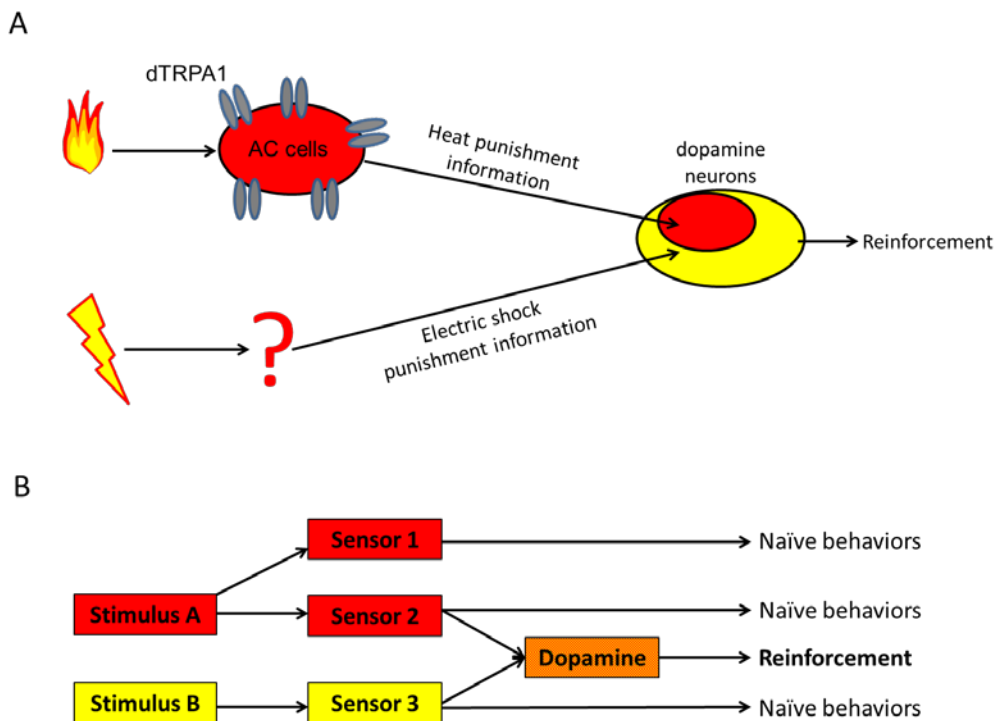 A
dTRPA1
AC cells
Heat punishment
information
dopamine
neurons
Reinforcement
?
Electric shock
punishment information
B
Sensor 1
Naïve behaviors
Stimulus A
Sensor 2
Naïve behaviors
Dopamine
Reinforcement
Stimulus B
Sensor 3
Naïve behaviors